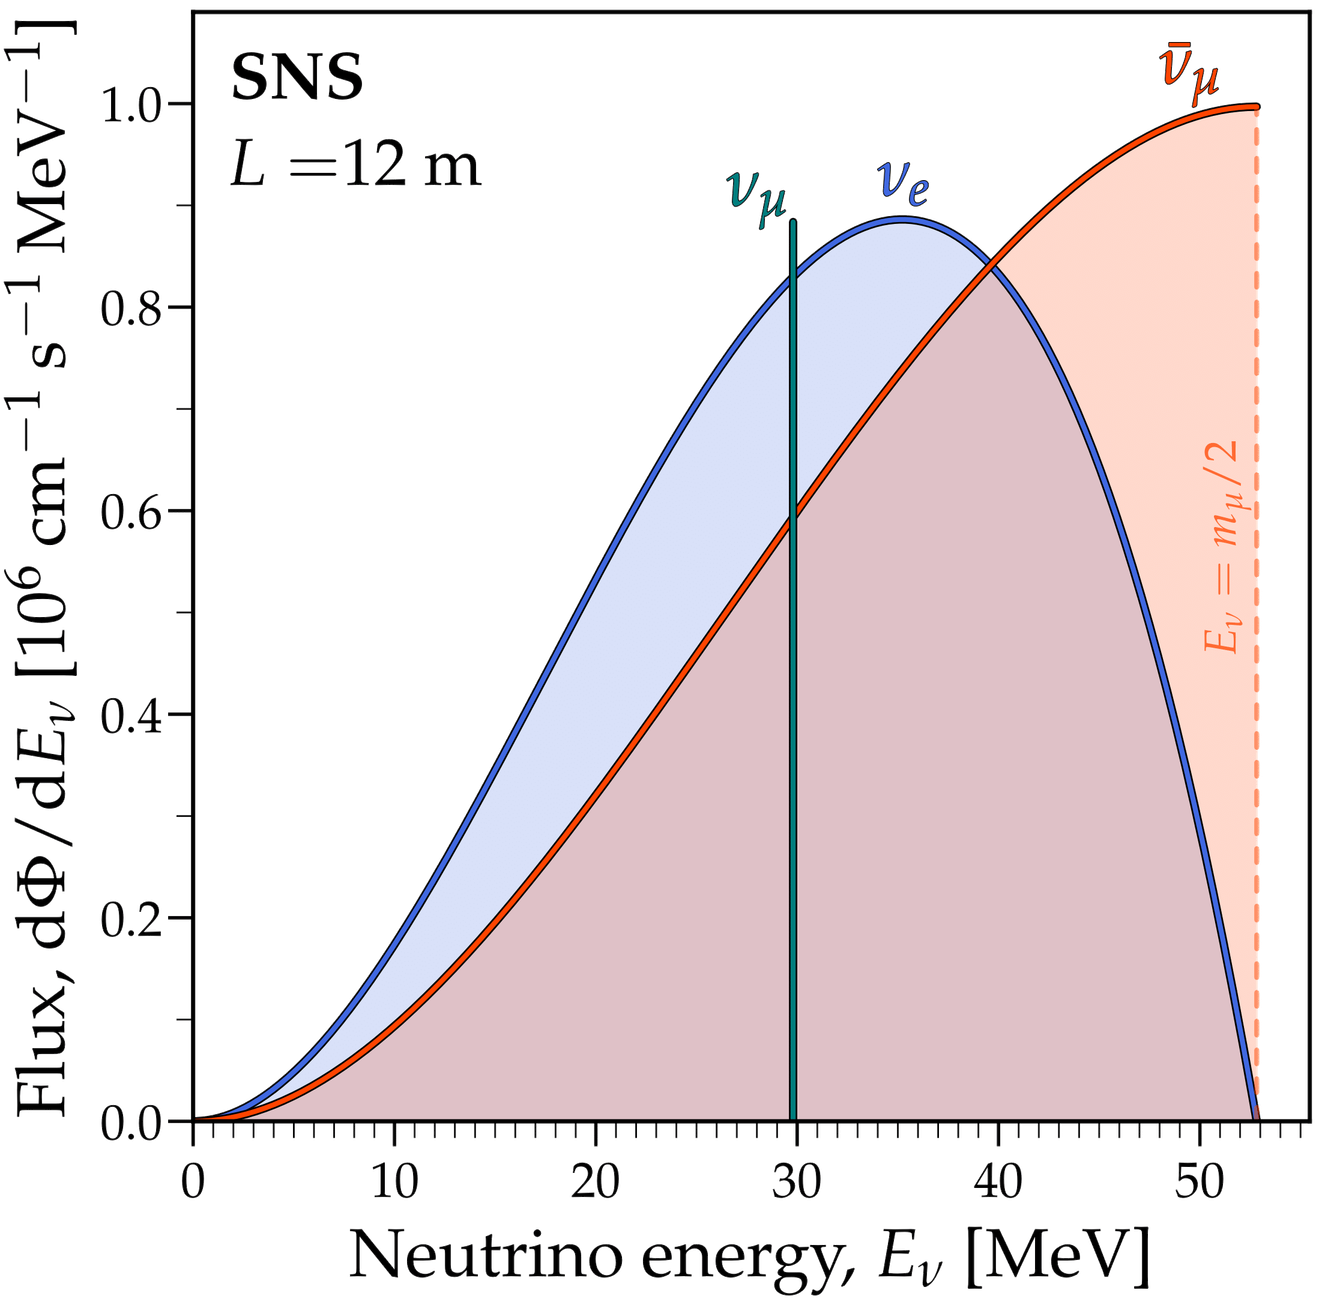 SNS
L =12 m
ν̄μ
νμ
νe
Eν = mμ/2
Flux, dΦ/dEν [10⁶ cm⁻¹ s⁻¹ MeV⁻¹]
1.0
0.8
0.6
0.4
0.2
0.0
0 10 20 30 40 50
Neutrino energy, Eν [MeV]